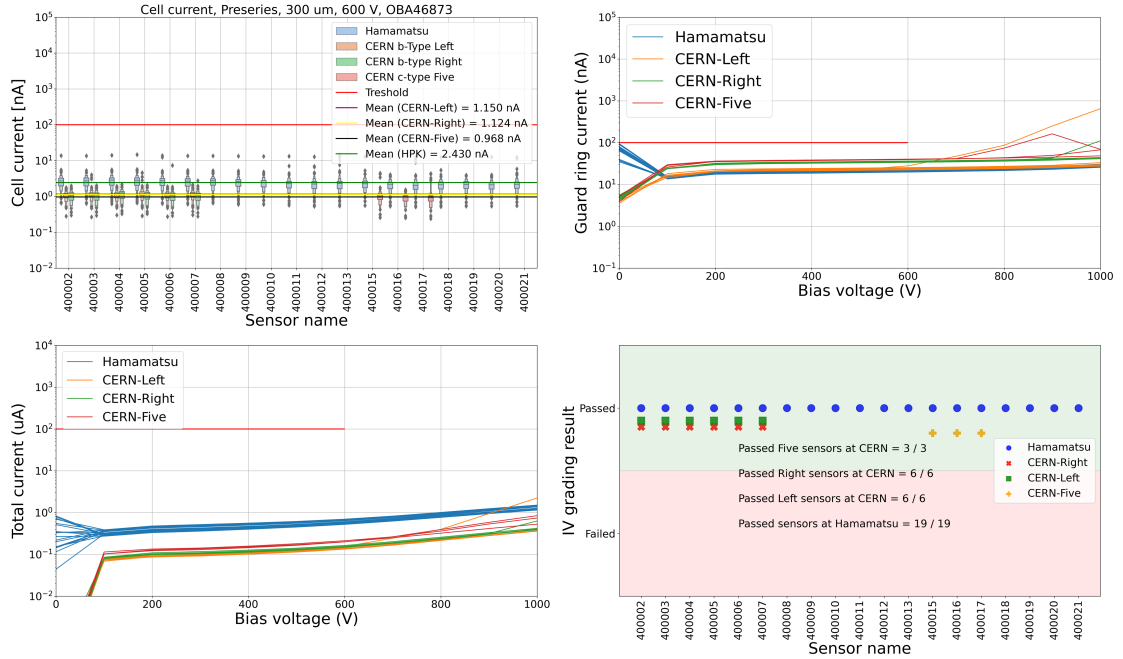 Cell current, Preseries, 300 um, 600 V, OBA46873
Cell current [nA]
10^5
10^4
10^3
10^2
10^1
10^0
10^-1
10^-2
Hamamatsu
CERN b-Type Left
CERN b-type Right
CERN c-type Five
Treshold
Mean (CERN-Left) = 1.150 nA
Mean (CERN-Right) = 1.124 nA
Mean (CERN-Five) = 0.968 nA
Mean (HPK) = 2.430 nA
400002 400003 400004 400005 400006 400007 400008 400009 400010 400011 400012 400013 400015 400016 400017 400018 400019 400020 400021
Sensor name
Guard ring current (nA)
10^5
10^4
10^3
10^2
10^1
10^0
10^-1
Hamamatsu
CERN-Left
CERN-Right
CERN-Five
0 200 400 600 800 1000
Bias voltage (V)
Total current (uA)
10^4
10^3
10^2
10^1
10^0
10^-1
10^-2
Hamamatsu
CERN-Left
CERN-Right
CERN-Five
0 200 400 600 800 1000
Bias voltage (V)
IV grading result
Passed
Failed
Passed Five sensors at CERN = 3 / 3
Passed Right sensors at CERN = 6 / 6
Passed Left sensors at CERN = 6 / 6
Passed sensors at Hamamatsu = 19 / 19
Hamamatsu
CERN-Right
CERN-Left
CERN-Five
400002 400003 400004 400005 400006 400007 400008 400009 400010 400011 400012 400013 400015 400016 400017 400018 400019 400020 400021
Sensor name